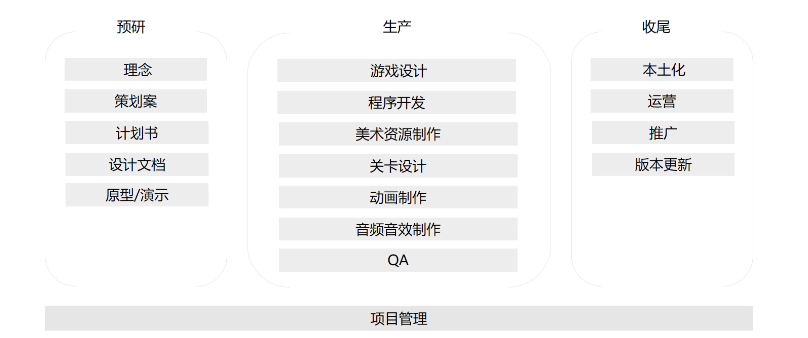 预研
理念
策划案
计划书
设计文档
原型/演示
生产
游戏设计
程序开发
美术资源制作
关卡设计
动画制作
音频音效制作
QA
收尾
本土化
运营
推广
版本更新
项目管理